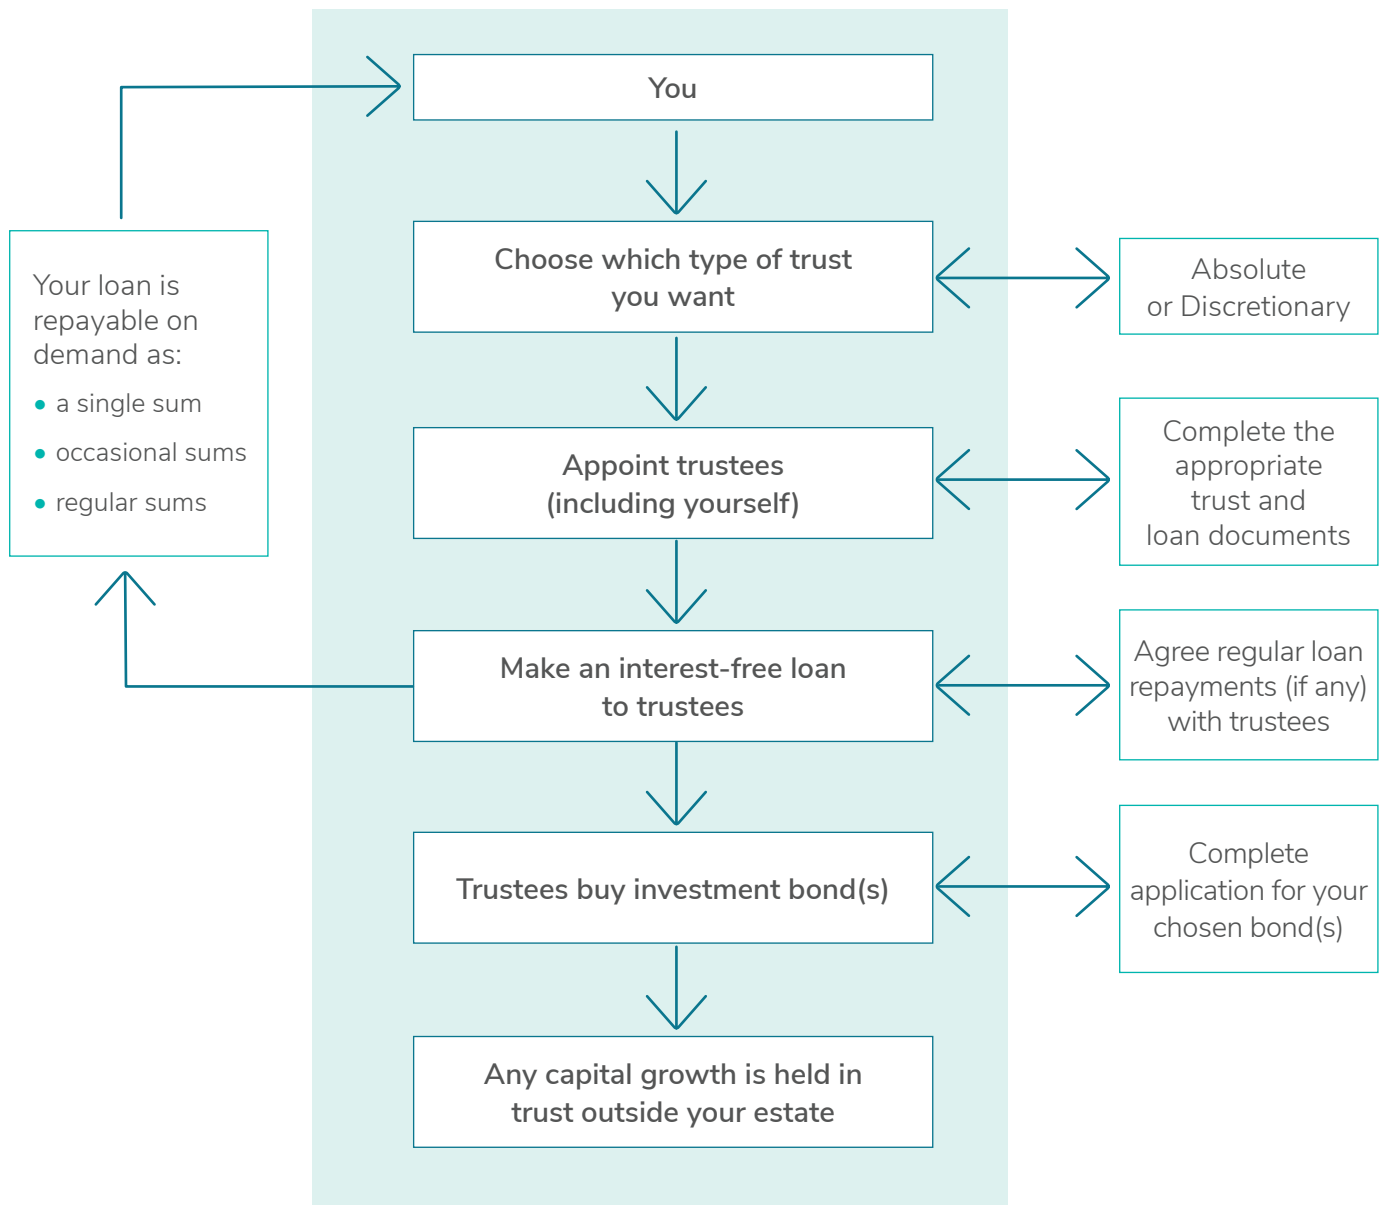 You
Choose which type of trust
you want
Absolute
or Discretionary
Your loan is
repayable on
demand as:
• a single sum
• occasional sums
• regular sums
Appoint trustees
(including yourself)
Complete the
appropriate
trust and
loan documents
Make an interest-free loan
to trustees
Agree regular loan
repayments (if any)
with trustees
Trustees buy investment bond(s)
Complete
application for your
chosen bond(s)
Any capital growth is held in
trust outside your estate